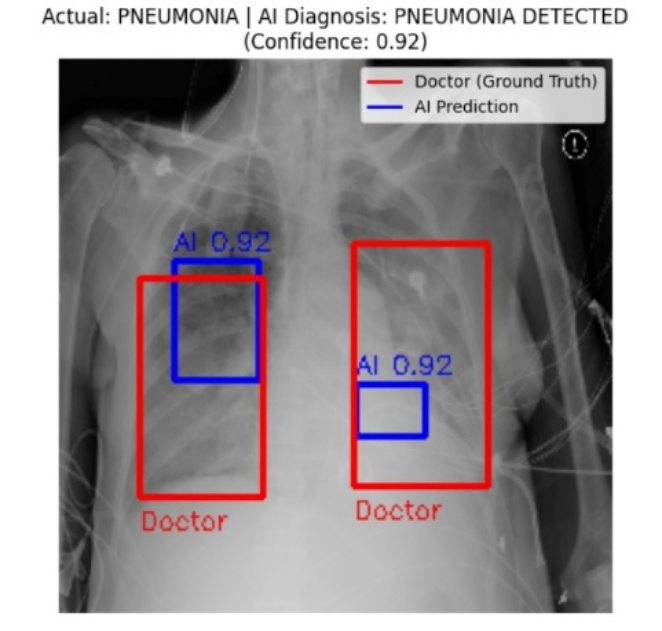 Actual: PNEUMONIA | AI Diagnosis: PNEUMONIA DETECTED
(Confidence: 0.92)
Doctor (Ground Truth)
AI Prediction
!
AI 0.92
AI 0.92
Doctor
Doctor